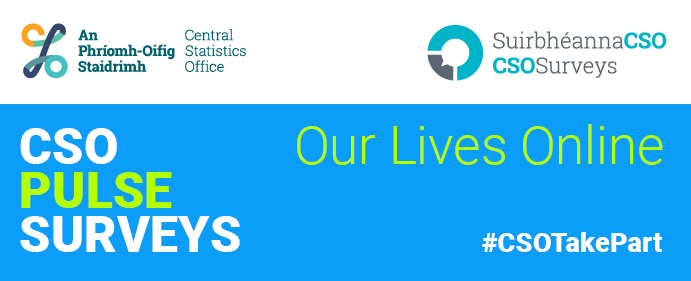 An
Phríomh-Oifig
Staidrimh
Central
Statistics
Office
SuirbhéannaCSO
CSOSurveys
CSO
PULSE
SURVEYS
Our Lives Online
#CSOTakePart